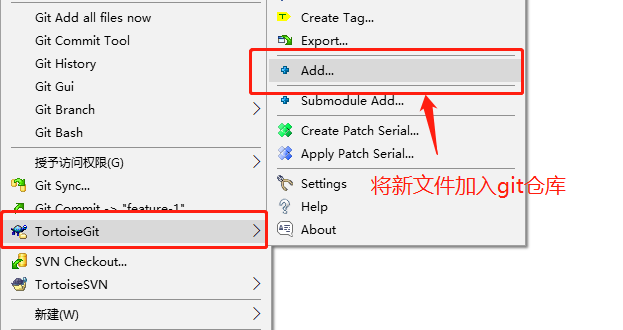 Git Add all files now
Git Commit Tool
Git History
Git Gui
Git Branch
Git Bash
授予访问权限(G)
Git Sync...
Git Commit -> "feature-1"...
TortoiseGit
SVN Checkout...
TortoiseSVN
新建(W)
Create Tag...
Export...
Add...
Submodule Add...
Create Patch Serial...
Apply Patch Serial...
Settings
Help
About
将新文件加入git仓库